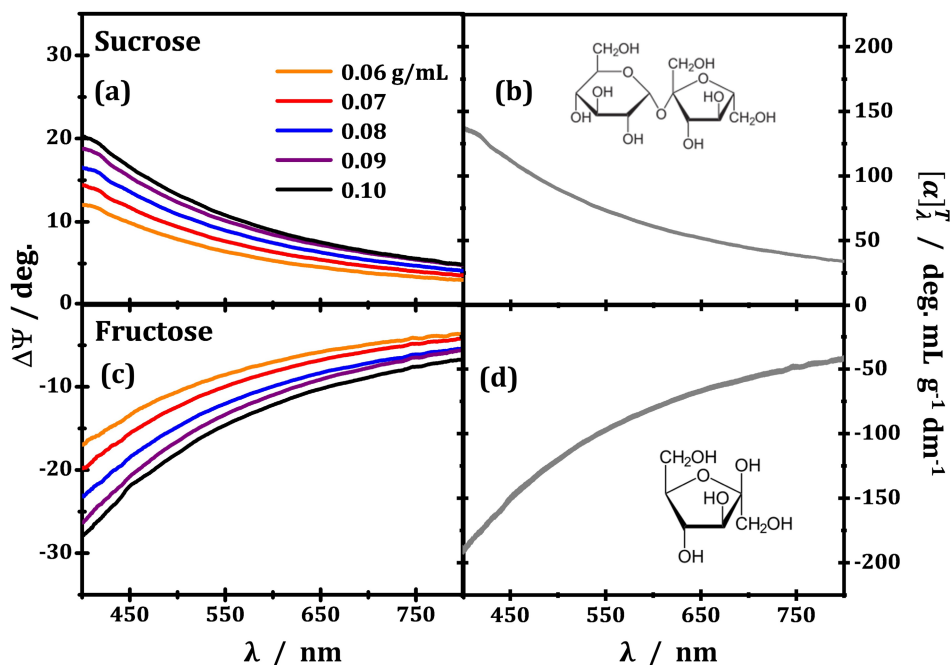 Sucrose
(a)
0.06 g/mL
0.07
0.08
0.09
0.10
30
20
10
0
ΔΨ / deg.
(b)
CH₂OH
O
OH
OH
OH
O
CH₂OH
O
HO
OH
CH₂OH
200
150
100
50
0
[α]ᵀλ / deg. mL g⁻¹ dm⁻¹
Fructose
(c)
-10
-20
-30
450
550
650
750
λ / nm
(d)
CH₂OH
O
OH
HO
CH₂OH
OH
-50
-100
-150
-200
450
550
650
750
λ / nm